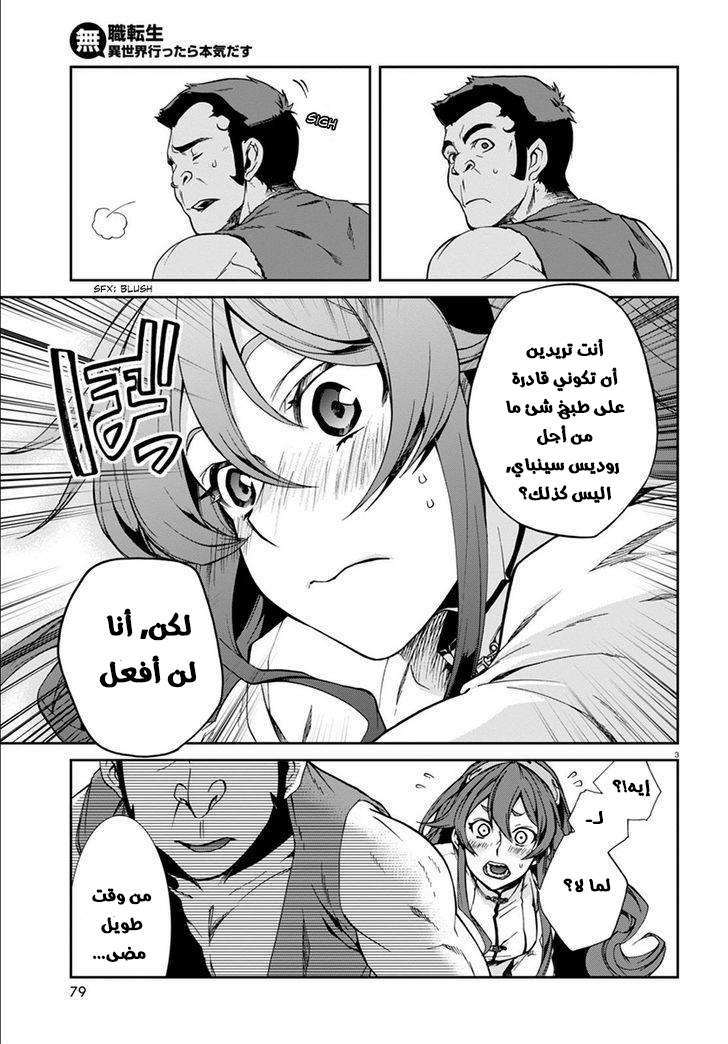 無職転生
異世界行ったら本気だす
SIGH
SFX: BLUSH
ぼっ
أنت تريدين
أن تكوني قادرة
على طبخ شئ ما
من أجل
روديس سينباي,
اليس كذلك؟
لكن, أنا
لن أفعل
3
إيه!؟
لـ-
لما لا؟
من وقت
طويل
مضى...
79